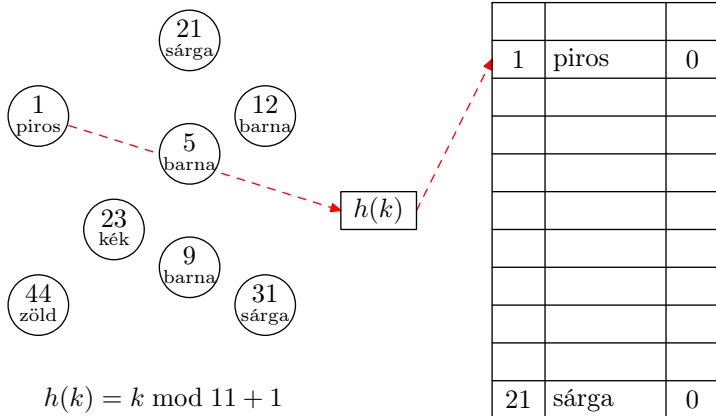 21
sárga
1
piros
12
barna
5
barna
23
kék
9
barna
44
zöld
31
sárga
h(k) = k mod 11 + 1
h(k)
1 piros 0
21 sárga 0